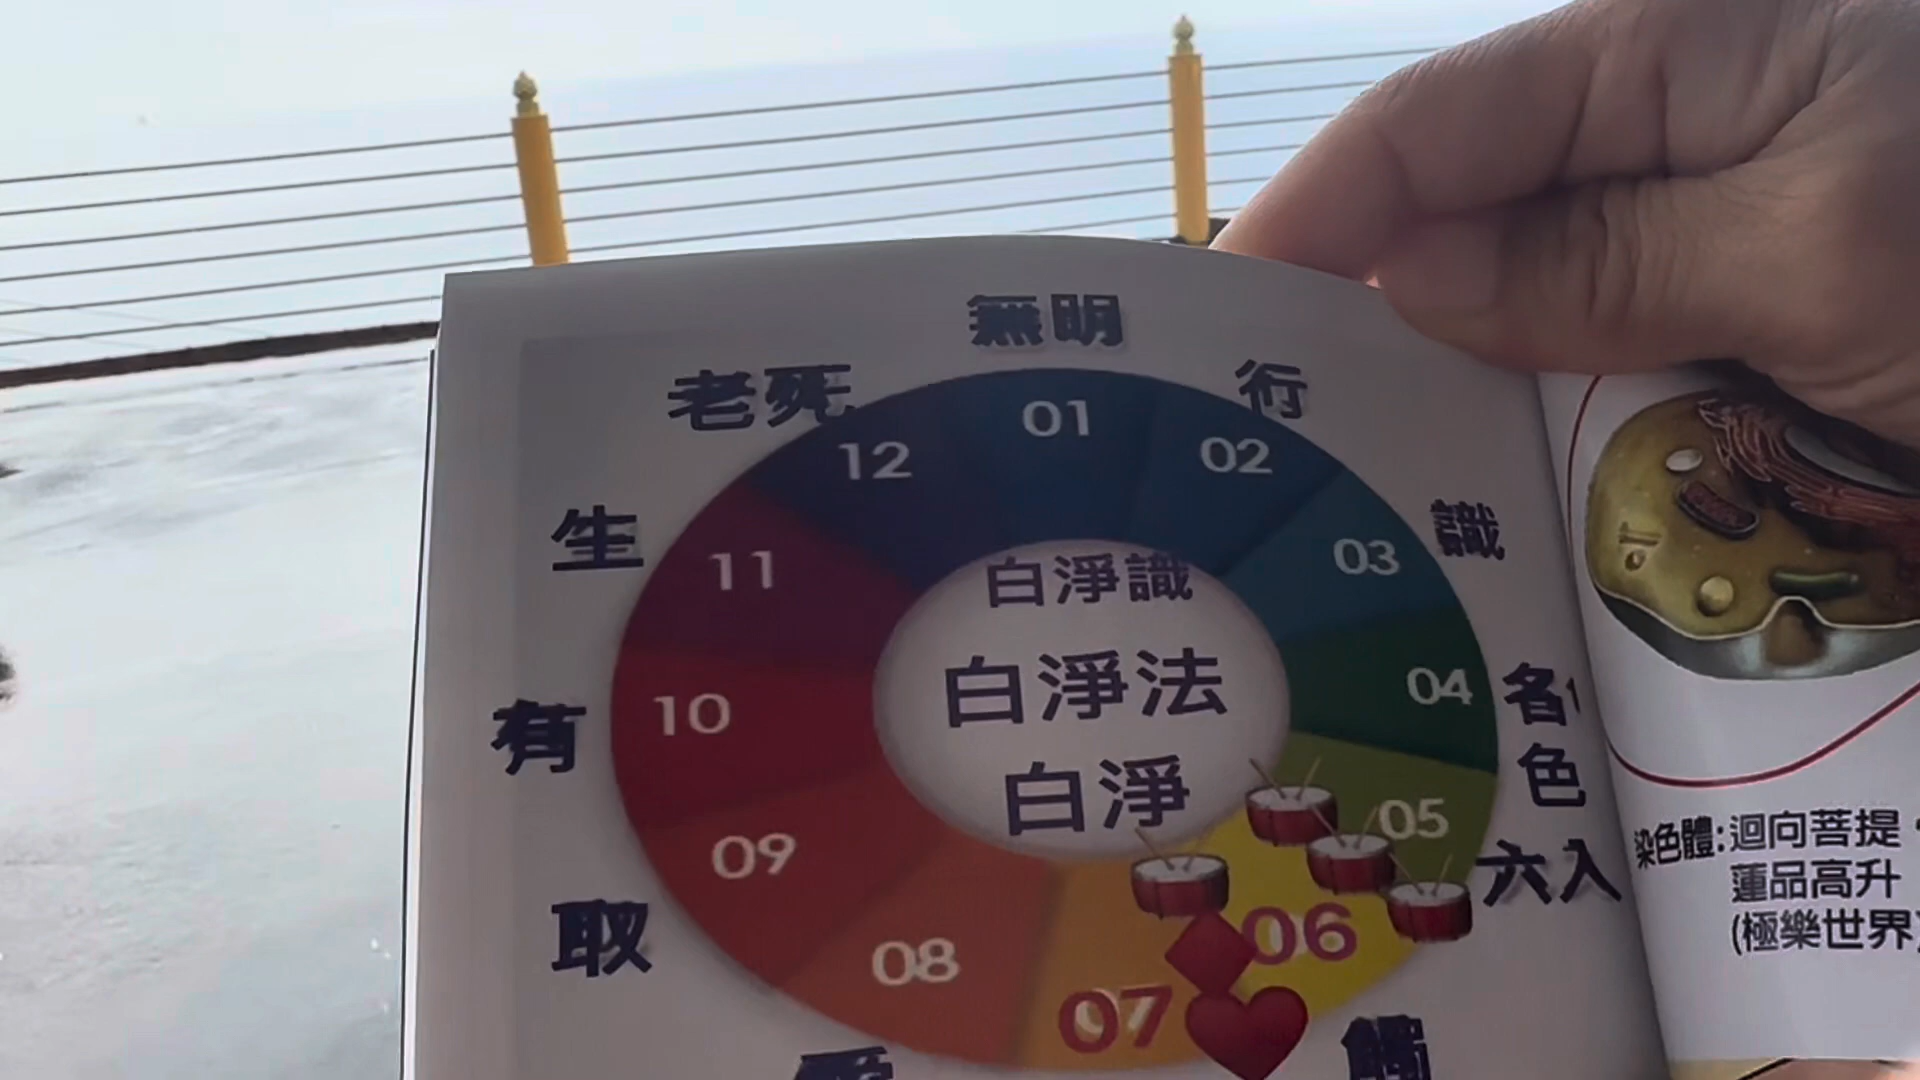 無明
老死
行
12
01
02
生
識
11
03
白淨識
白淨法
白淨
有
10
04
各
色
09
05
六入
取
08
06
07
觸
染色體:迴向菩提
蓮品高升
(極樂世界)